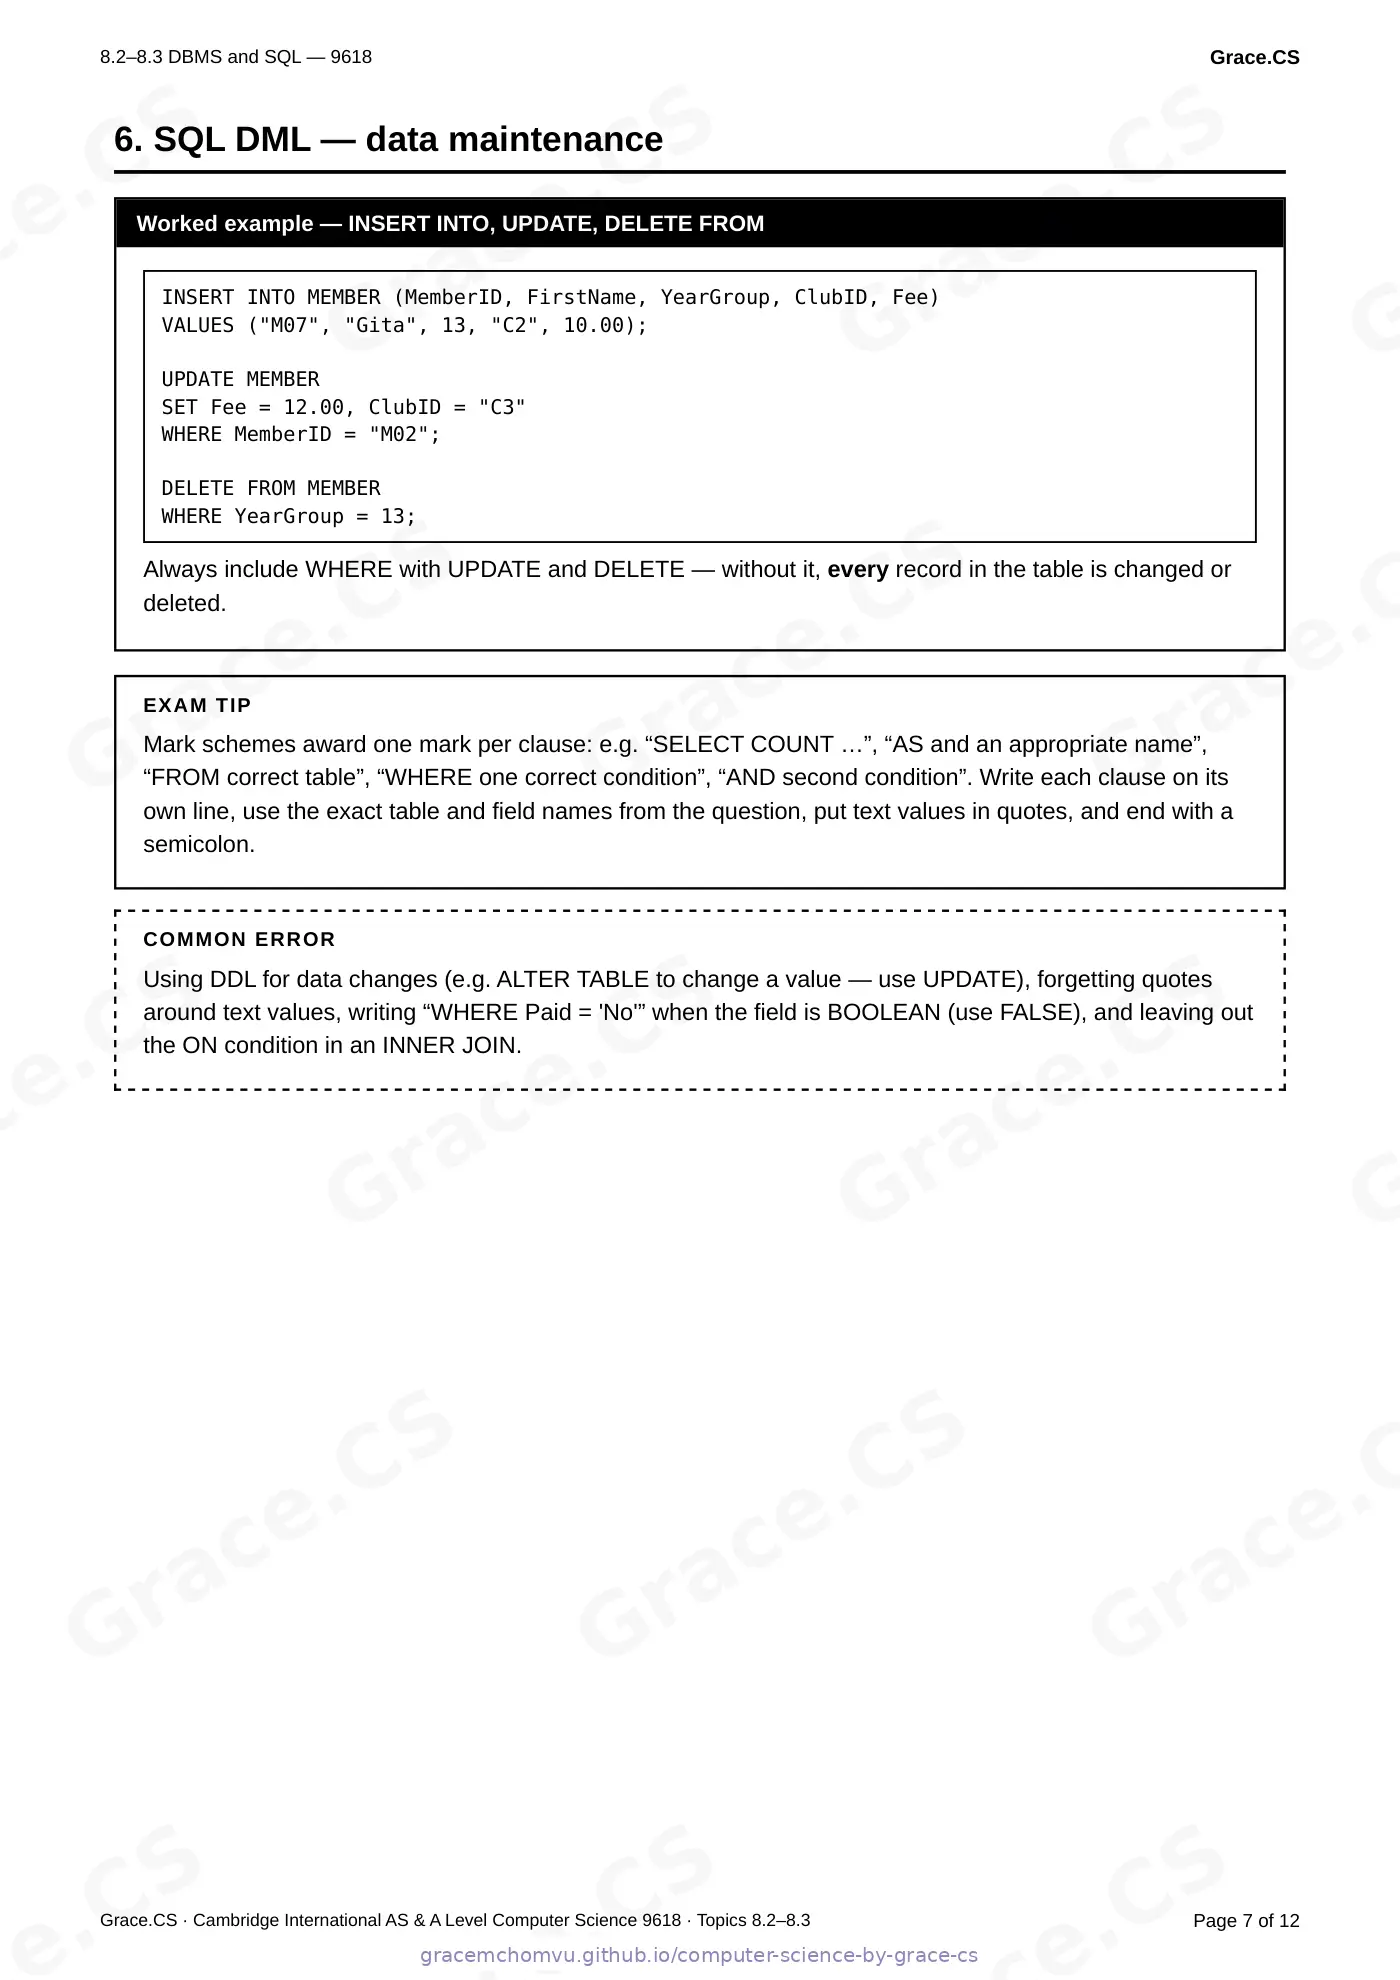 8.2–8.3 DBMS and SQL — 9618
Grace.CS
6. SQL DML — data maintenance
Worked example — INSERT INTO, UPDATE, DELETE FROM
INSERT INTO MEMBER (MemberID, FirstName, YearGroup, ClubID, Fee)
VALUES ("M07", "Gita", 13, "C2", 10.00);
UPDATE MEMBER
SET Fee = 12.00, ClubID = "C3"
WHERE MemberID = "M02";
DELETE FROM MEMBER
WHERE YearGroup = 13;
Always include WHERE with UPDATE and DELETE — without it, every record in the table is changed or
deleted.
EXAM TIP
Mark schemes award one mark per clause: e.g. “SELECT COUNT …”, “AS and an appropriate name”,
“FROM correct table”, “WHERE one correct condition”, “AND second condition”. Write each clause on its
own line, use the exact table and field names from the question, put text values in quotes, and end with a
semicolon.
COMMON ERROR
Using DDL for data changes (e.g. ALTER TABLE to change a value — use UPDATE), forgetting quotes
around text values, writing “WHERE Paid = 'No'” when the field is BOOLEAN (use FALSE), and leaving out
the ON condition in an INNER JOIN.
Grace.CS · Cambridge International AS & A Level Computer Science 9618 · Topics 8.2–8.3
Page 7 of 12
gracemchomvu.github.io/computer-science-by-grace-cs